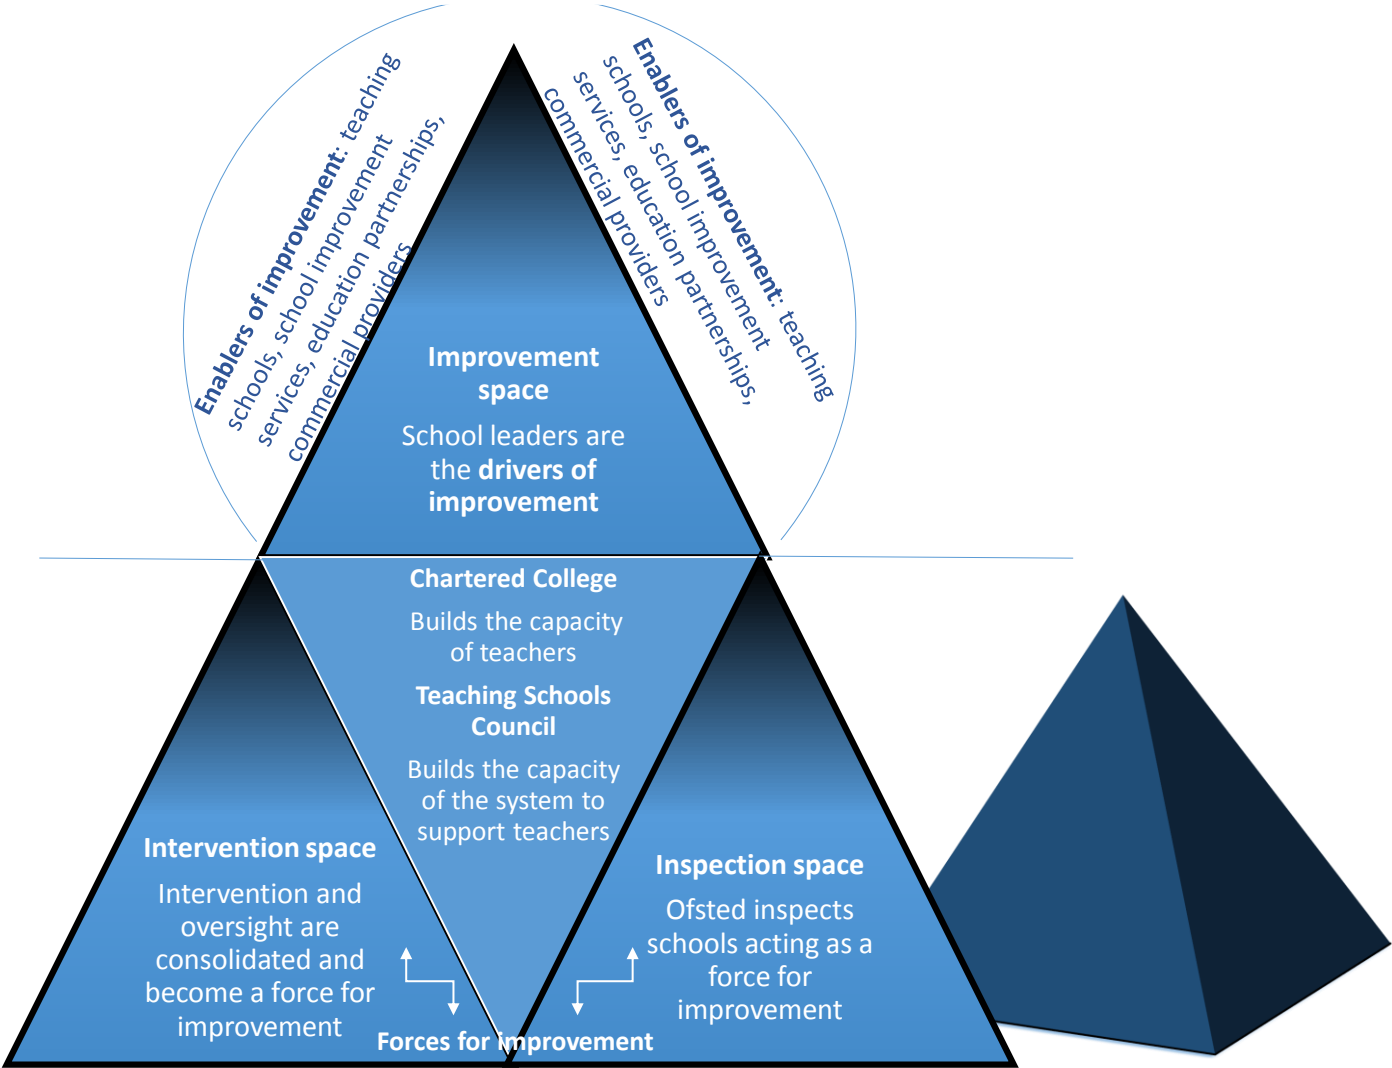 Enablers of improvement: teaching
schools, school improvement
services, education partnerships,
commercial providers
Enablers of improvement: teaching
schools, school improvement
services, education partnerships,
commercial providers
Improvement
space
School leaders are
the drivers of
improvement
Chartered College
Builds the capacity
of teachers
Teaching Schools
Council
Builds the capacity
of the system to
support teachers
Intervention space
Intervention and
oversight are
consolidated and
become a force for
improvement
Inspection space
Ofsted inspects
schools acting as a
force for
improvement
Forces for improvement